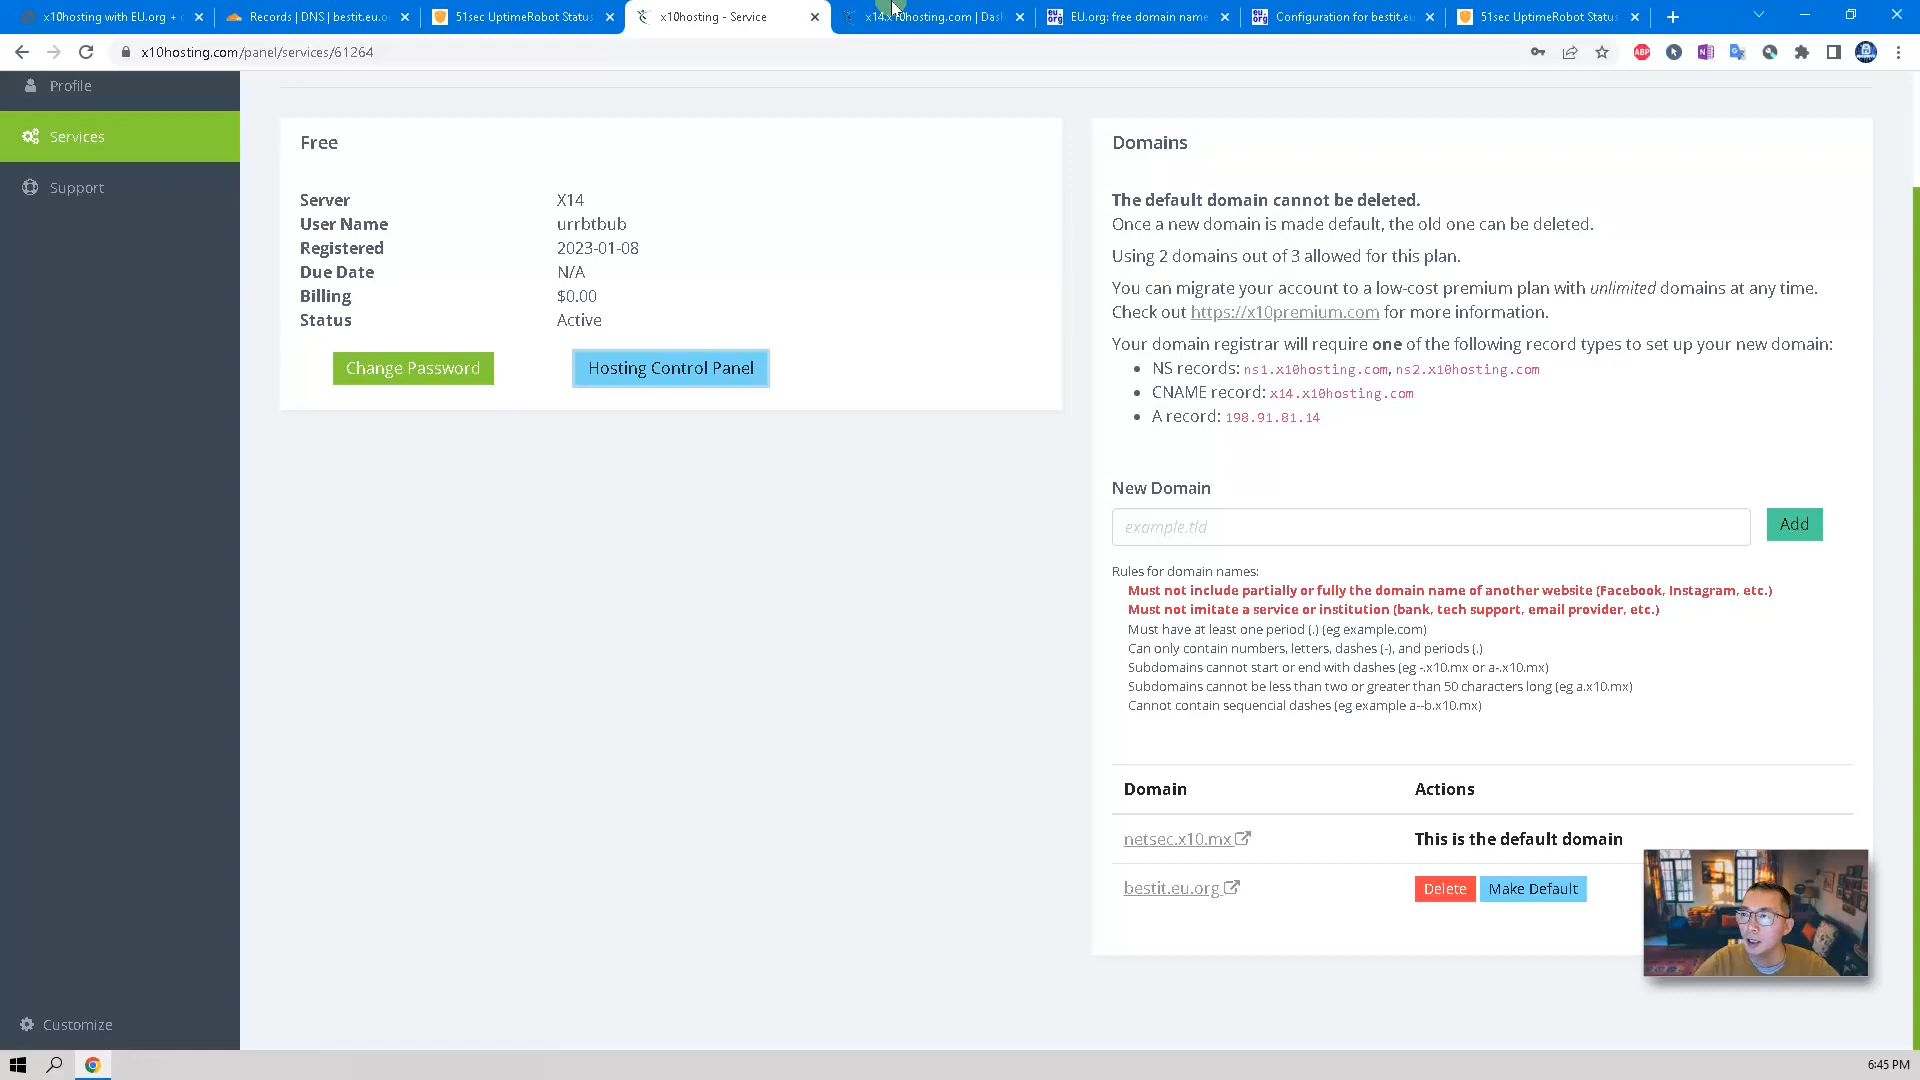 x10hosting with EU.org + c
Records | DNS | bestit.eu.o
51sec UptimeRobot Status
x10hosting - Service
x14.x10hosting.com | Dash
EU.org: free domain name
Configuration for bestit.eu
51sec UptimeRobot Status
x10hosting.com/panel/services/61264
Profile
Services
Support
Customize
Free
Server X14
User Name urrbtbub
Registered 2023-01-08
Due Date N/A
Billing $0.00
Status Active
Change Password
Hosting Control Panel
Domains
The default domain cannot be deleted.
Once a new domain is made default, the old one can be deleted.
Using 2 domains out of 3 allowed for this plan.
You can migrate your account to a low-cost premium plan with unlimited domains at any time.
Check out https://x10premium.com for more information.
Your domain registrar will require one of the following record types to set up your new domain:
NS records: ns1.x10hosting.com, ns2.x10hosting.com
CNAME record: x14.x10hosting.com
A record: 198.91.81.14
New Domain
example.tld
Add
Rules for domain names:
Must not include partially or fully the domain name of another website (Facebook, Instagram, etc.)
Must not imitate a service or institution (bank, tech support, email provider, etc.)
Must have at least one period (.) (eg example.com)
Can only contain numbers, letters, dashes (-), and periods (.)
Subdomains cannot start or end with dashes (eg -.x10.mx or a-.x10.mx)
Subdomains cannot be less than two or greater than 50 characters long (eg a.x10.mx)
Cannot contain sequencial dashes (eg example a--b.x10.mx)
Domain Actions
netsec.x10.mx This is the default domain
bestit.eu.org Delete Make Default
6:45 PM